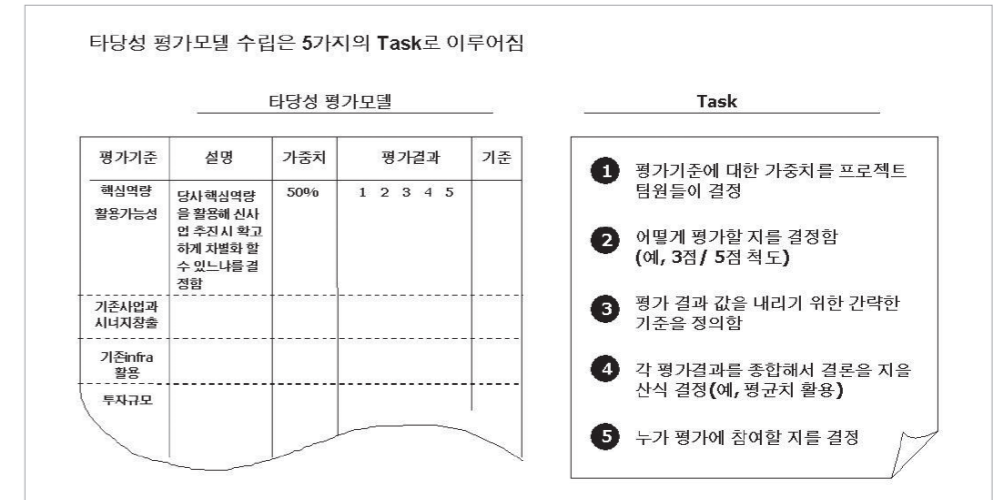 타당성 평가모델 수립은 5가지의 Task로 이루어짐
타당성 평가모델
평가기준 설명 가중치 평가결과 기준
핵심역량
활용가능성
당사 핵심역량
을 활용해 신사
업 추진 시 확고
하게 차별화 할
수 있느냐를 결
정함
50%
1 2 3 4 5
기존사업과
시너지창출
기존infra
활용
투자규모
Task
1 평가기준에 대한 가중치를 프로젝트
팀원들이 결정
2 어떻게 평가할 지를 결정함
(예, 3점/ 5점 척도)
3 평가 결과 값을 내리기 위한 간략한
기준을 정의함
4 각 평가결과를 종합해서 결론을 지을
산식 결정(예, 평균치 활용)
5 누가 평가에 참여할 지를 결정